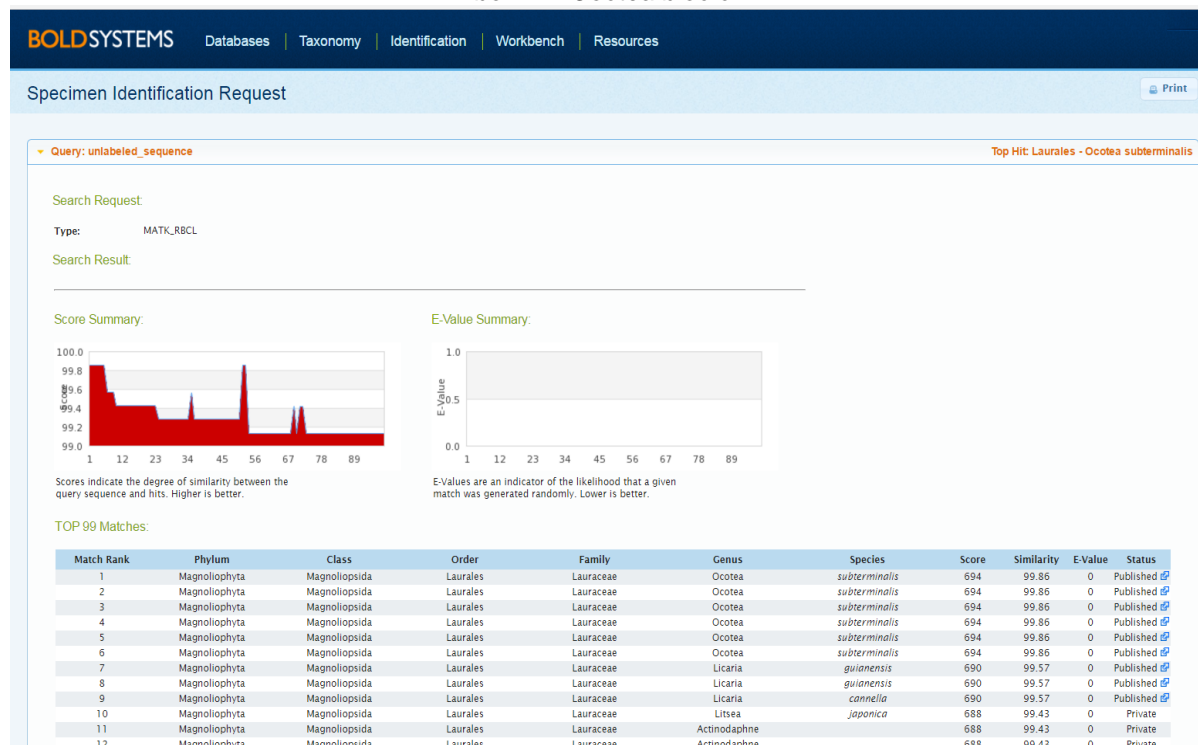 BOLDSYSTEMS Databases | Taxonomy | Identification | Workbench | Resources
Specimen Identification Request
Print
Query: unlabeled_sequence
Top Hit: Laurales - Ocotea subterminalis
Search Request:
Type: MATK_RBCL
Search Result:
Score Summary:
E-Value Summary:
100.0
99.8
99.6
99.4
99.2
99.0
Score
1 12 23 34 45 56 67 78 89
1.0
0.5
0.0
E-Value
1 12 23 34 45 56 67 78 89
Scores indicate the degree of similarity between the
query sequence and hits. Higher is better.
E-Values are an indicator of the likelihood that a given
match was generated randomly. Lower is better.
TOP 99 Matches:
Match Rank Phylum Class Order Family Genus Species Score Similarity E-Value Status
1 Magnoliophyta Magnoliopsida Laurales Lauraceae Ocotea subterminalis 694 99.86 0 Published
2 Magnoliophyta Magnoliopsida Laurales Lauraceae Ocotea subterminalis 694 99.86 0 Published
3 Magnoliophyta Magnoliopsida Laurales Lauraceae Ocotea subterminalis 694 99.86 0 Published
4 Magnoliophyta Magnoliopsida Laurales Lauraceae Ocotea subterminalis 694 99.86 0 Published
5 Magnoliophyta Magnoliopsida Laurales Lauraceae Ocotea subterminalis 694 99.86 0 Published
6 Magnoliophyta Magnoliopsida Laurales Lauraceae Ocotea subterminalis 694 99.86 0 Published
7 Magnoliophyta Magnoliopsida Laurales Lauraceae Licaria guianensis 690 99.57 0 Published
8 Magnoliophyta Magnoliopsida Laurales Lauraceae Licaria guianensis 690 99.57 0 Published
9 Magnoliophyta Magnoliopsida Laurales Lauraceae Licaria cannella 690 99.57 0 Published
10 Magnoliophyta Magnoliopsida Laurales Lauraceae Litsea japonica 688 99.43 0 Private
11 Magnoliophyta Magnoliopsida Laurales Lauraceae Actinodaphne 688 99.43 0 Private
12 Magnoliophyta Magnoliopsida Laurales Lauraceae Actinodaphne 688 99.43 0 Private